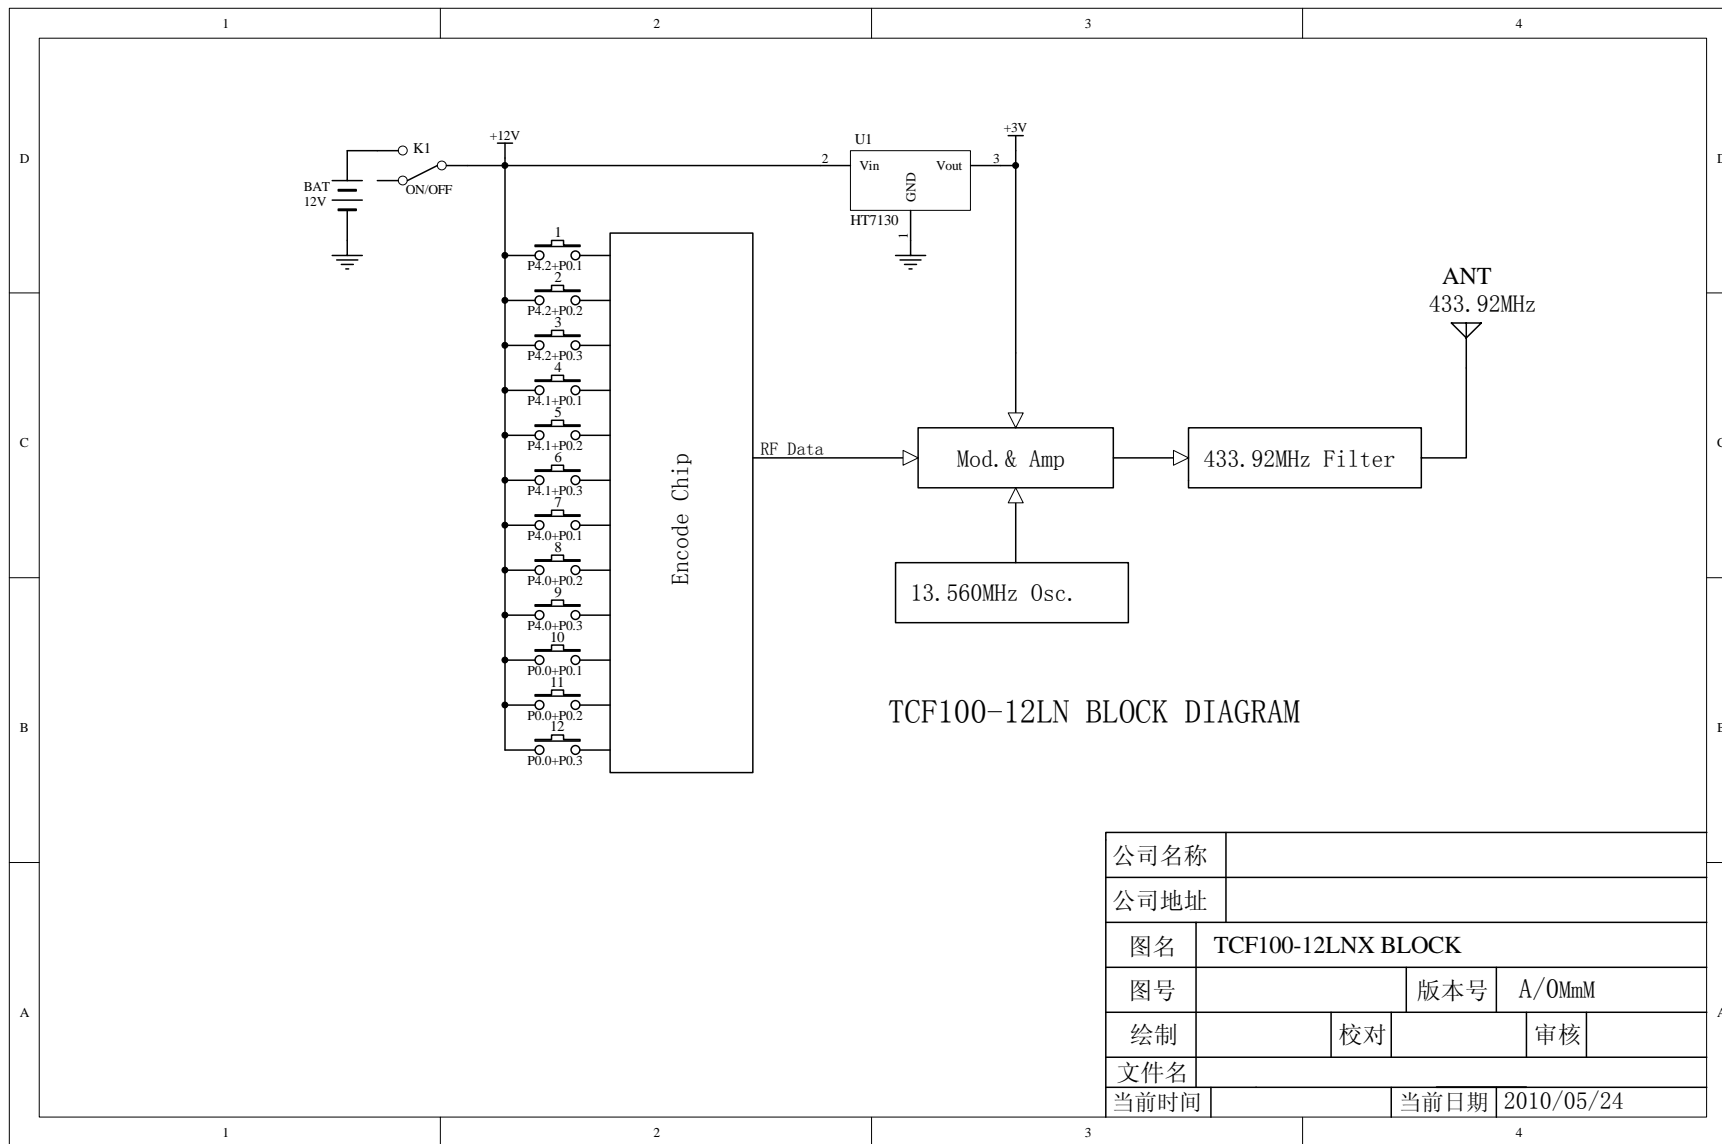 1 2 3 4
D D
+12V
+3V
K1
U1
2 Vin Vout 3
GND
1
HT7130
BAT
12V
ON/OFF
1
P4.2+P0.1
2
P4.2+P0.2
3
P4.2+P0.3
4
P4.1+P0.1
5
P4.1+P0.2
6
P4.1+P0.3
7
P4.0+P0.1
8
P4.0+P0.2
9
P4.0+P0.3
10
P0.0+P0.1
11
P0.0+P0.2
12
P0.0+P0.3
Encode Chip
ANT
433.92MHz
C C
RF Data
Mod.& Amp
433.92MHz Filter
13.560MHz Osc.
TCF100-12LN BLOCK DIAGRAM
B B
公司名称
公司地址
图名 TCF100-12LNX BLOCK
图号 版本号 A/0MmM
A A
绘制 校对 审核
文件名
当前时间 当前日期 2010/05/24
1 2 3 4